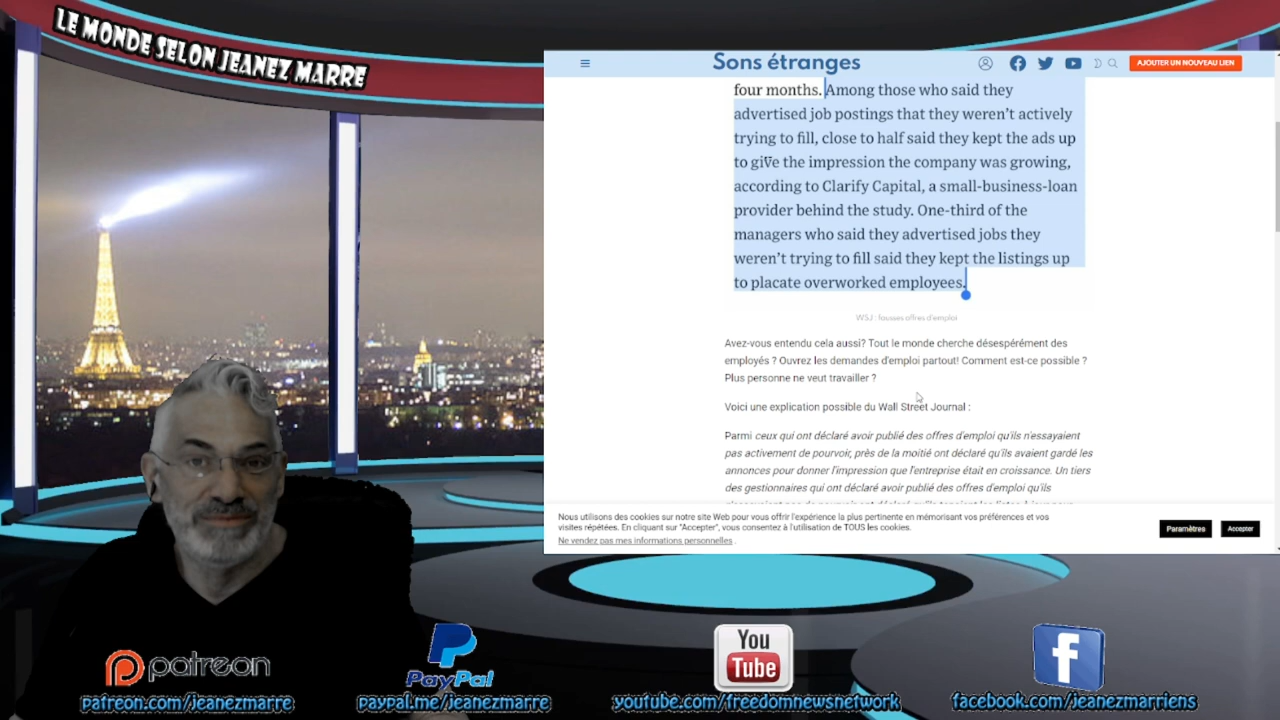 LE MONDE SELON JEANEZ MARRE
Sons étranges
AJOUTER UN NOUVEAU LIEN
four months. Among those who said they
advertised job postings that they weren't actively
trying to fill, close to half said they kept the ads up
to give the impression the company was growing,
according to Clarify Capital, a small-business-loan
provider behind the study. One-third of the
managers who said they advertised jobs they
weren't trying to fill said they kept the listings up
to placate overworked employees.
WSJ : fausses offres d'emploi
Avez-vous entendu cela aussi? Tout le monde cherche désespérément des
employés ? Ouvrez les demandes d'emploi partout! Comment est-ce possible ?
Plus personne ne veut travailler ?
Voici une explication possible du Wall Street Journal :
Parmi ceux qui ont déclaré avoir publié des offres d'emploi qu'ils n'essayaient
pas activement de pourvoir, près de la moitié ont déclaré qu'ils avaient gardé les
annonces pour donner l'impression que l'entreprise était en croissance. Un tiers
des gestionnaires qui ont déclaré avoir publié des offres d'emploi qu'ils
Nous utilisons des cookies sur notre site Web pour vous offrir l'expérience la plus pertinente en mémorisant vos préférences et vos
visites répétées. En cliquant sur "Accepter", vous consentez à l'utilisation de TOUS les cookies.
Ne vendez pas mes informations personnelles .
Paramètres
Accepter
patreon
PayPal
You
Tube
f
patreon.com/jeanezmarre
paypal.me/jeanezmarre
youtube.com/freedomnewsnetwork
facebook.com/jeanezmarriens